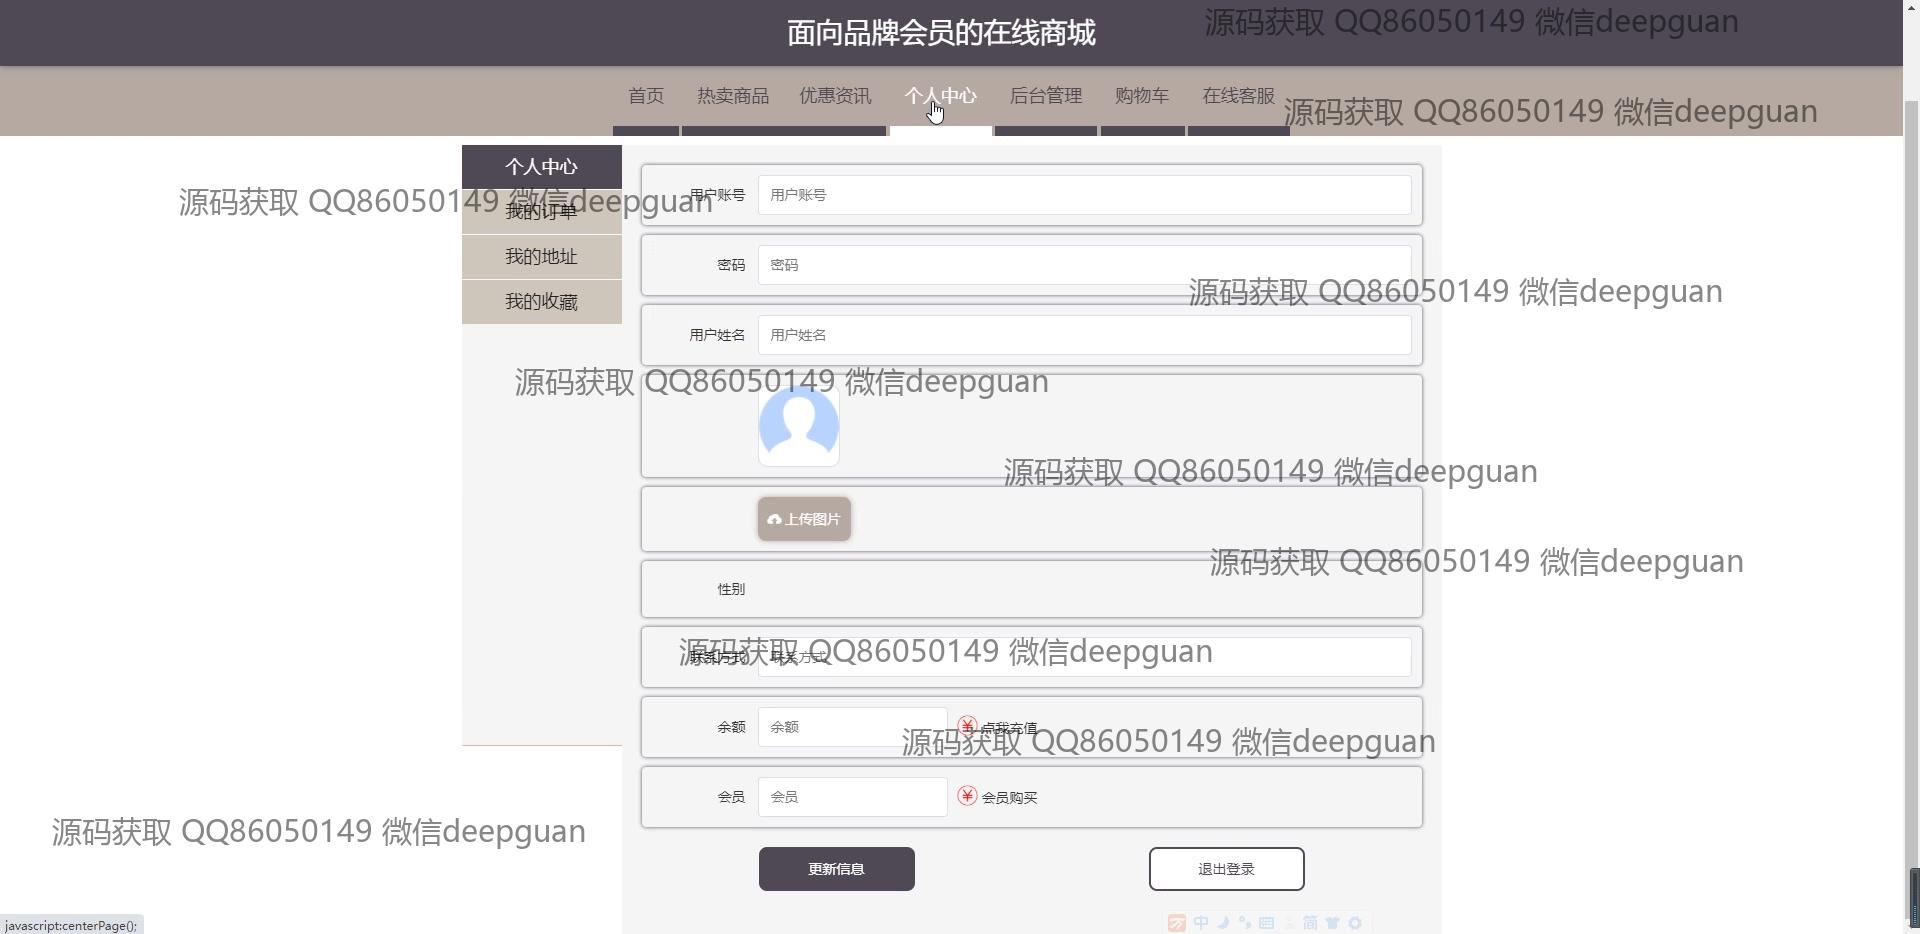 面向品牌会员的在线商城
源码获取 QQ86050149 微信deepguan
首页 热卖商品 优惠资讯 个人中心 后台管理 购物车 在线客服
源码获取 QQ86050149 微信deepguan
个人中心
源码获取 QQ86050149 微信deepguan
我的订单
我的地址
我的收藏
用户账号 用户账号
密码 密码
源码获取 QQ86050149 微信deepguan
用户姓名 用户姓名
源码获取 QQ86050149 微信deepguan
源码获取 QQ86050149 微信deepguan
上传图片
源码获取 QQ86050149 微信deepguan
性别
源码获取 QQ86050149 微信deepguan
联系方式 联系方式
余额 余额 ¥ 点我充值
源码获取 QQ86050149 微信deepguan
会员 会员 ¥ 会员购买
源码获取 QQ86050149 微信deepguan
更新信息 退出登录
中 简
javascript:centerPage();